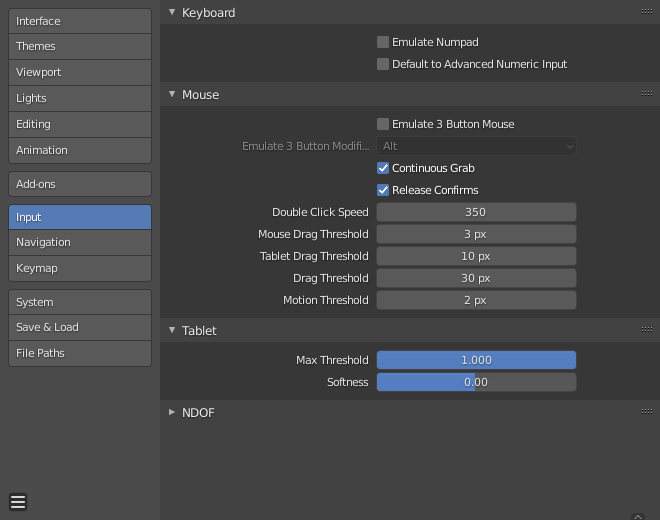 Interface
Themes
Viewport
Lights
Editing
Animation
Add-ons
Input
Navigation
Keymap
System
Save & Load
File Paths
Keyboard
Emulate Numpad
Default to Advanced Numeric Input
Mouse
Emulate 3 Button Mouse
Emulate 3 Button Modifi... Alt
Continuous Grab
Release Confirms
Double Click Speed 350
Mouse Drag Threshold 3 px
Tablet Drag Threshold 10 px
Drag Threshold 30 px
Motion Threshold 2 px
Tablet
Max Threshold 1.000
Softness 0.00
NDOF